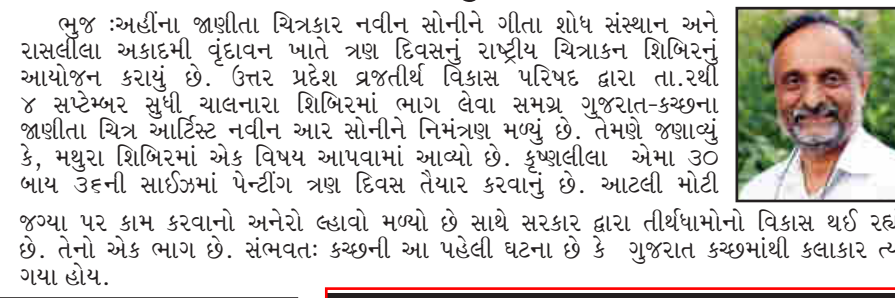 ભુજ :અહીંના જાણીતા ચિત્રકાર નવીન સોનીને ગીતા શોધ સંસ્થાન અને
રાસલીલા અકાદમી વૃંદાવન ખાતે ત્રણ દિવસનું રાષ્ટ્રીય ચિત્રાકન શિબિરનું
આયોજન કરાયું છે. ઉત્તર પ્રદેશ વ્રજતીર્થ વિકાસ પરિષદ દ્વારા તા.૨થી
૪ સપ્ટેમ્બર સુધી ચાલનારા શિબિરમાં ભાગ લેવા સમગ્ર ગુજરાત-કચ્છના
જાણીતા ચિત્ર આર્ટિસ્ટ નવીન આર સોનીને નિમંત્રણ મળ્યું છે. તેમણે જણાવ્યું
કે, મથુરા શિબિરમાં એક વિષય આપવામાં આવ્યો છે. કૃષ્ણલીલા એમા ૩૦
બાય ૩૬ની સાઈઝમાં પેન્ટીંગ ત્રણ દિવસ તૈયાર કરવાનું છે. આટલી મોટી
જગ્યા પર કામ કરવાનો અનેરો લ્હાવો મળ્યો છે સાથે સરકાર દ્વારા તીર્થધામોનો વિકાસ થઈ
છે. તેનો એક ભાગ છે. સંભવતઃ કચ્છની આ પહેલી ઘટના છે કે ગુજરાત કચ્છમાંથી કલાકાર
ગયા હોય.